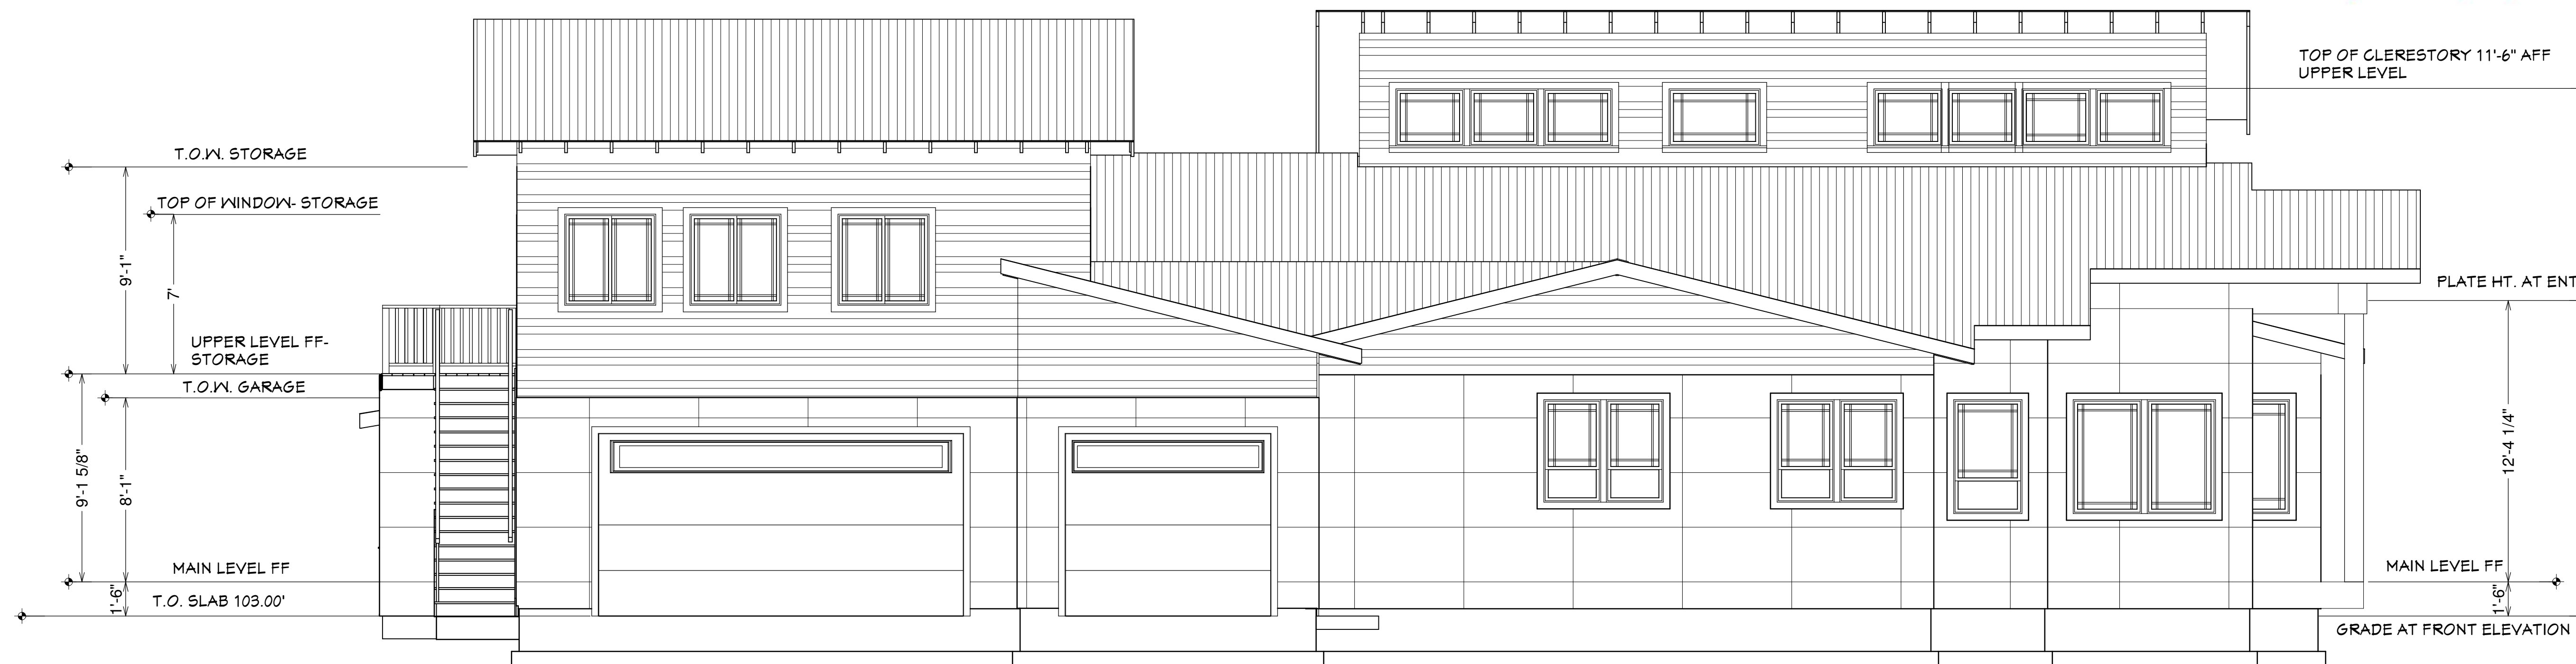 TOP OF CLERESTORY 11'-6" AFF
UPPER LEVEL
T.O.W. STORAGE
TOP OF WINDOW- STORAGE
9'-1"
7'
PLATE HT. AT ENT
UPPER LEVEL FF-
STORAGE
T.O.W. GARAGE
9'-1 5/8"
8'-1"
12'-4 1/4"
MAIN LEVEL FF
MAIN LEVEL FF
1'-6"
T.O. SLAB 103.00'
1'-6"
GRADE AT FRONT ELEVATION